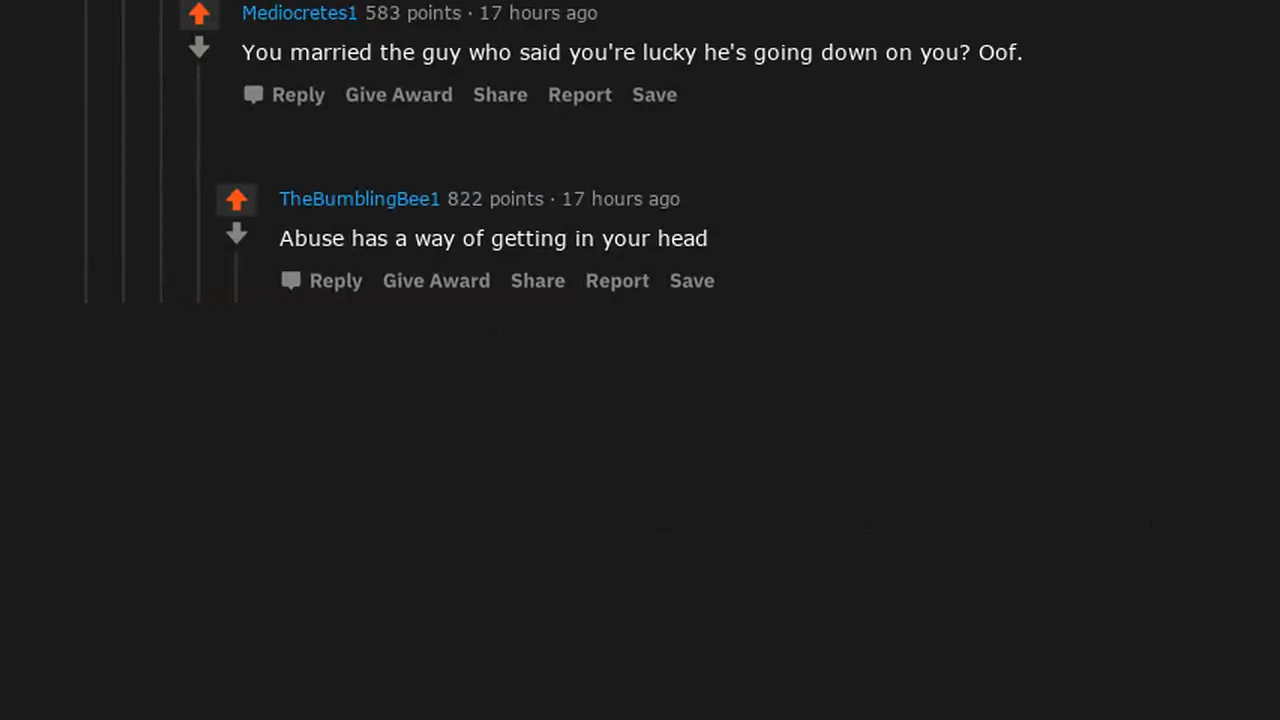 Mediocretes1 583 points · 17 hours ago
You married the guy who said you're lucky he's going down on you? Oof.
Reply Give Award Share Report Save
TheBumblingBee1 822 points · 17 hours ago
Abuse has a way of getting in your head
Reply Give Award Share Report Save